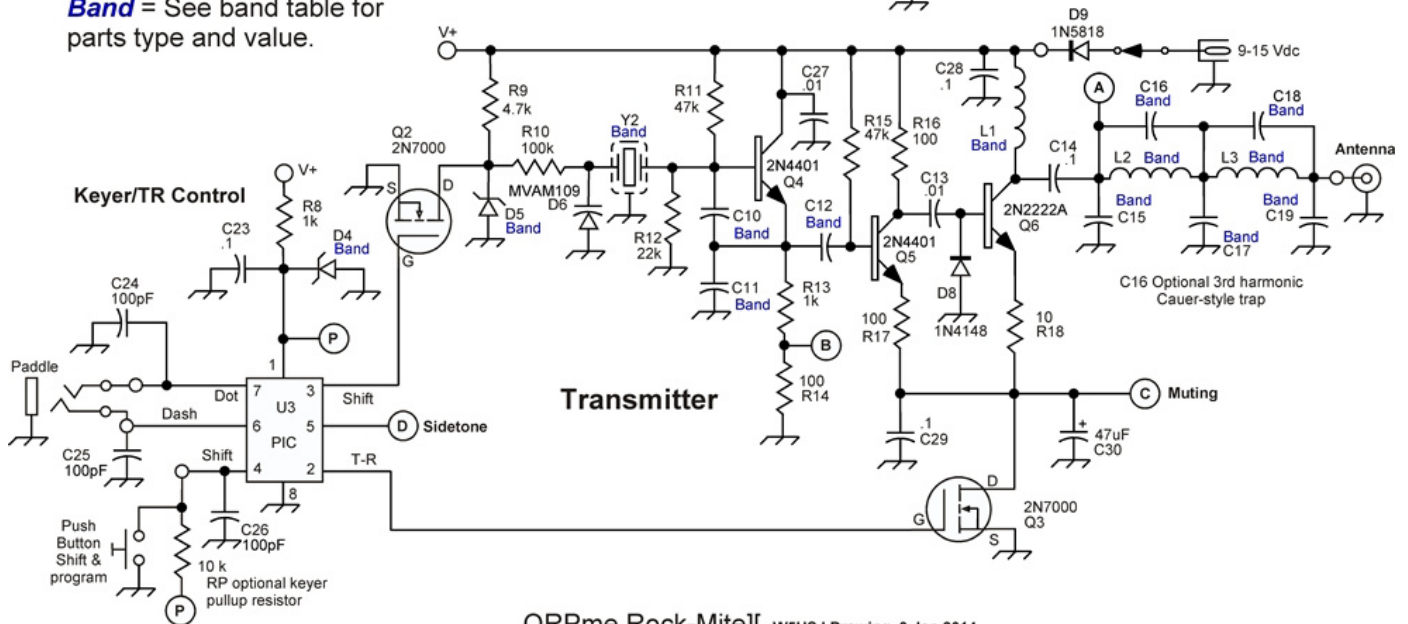 Band = See band table for
parts type and value.
V+
D9
1N5818
9-15 Vdc
R9
4.7k
R11
47k
C27
.01
C28
.1
A
C16
Band
C18
Band
Q2
2N7000
R10
100k
Y2
Band
R15
47k
R16
100
L1
Band
C14
.1
L2 Band
L3 Band
Antenna
Keyer/TR Control
V+
R8
1k
S
D
G
MVAM109
D6
D5
Band
2N4401
Q4
C13
.01
2N2222A
Q6
Band
C15
Band
C19
C23
.1
D4
Band
R12
22k
C10
Band
C12
Band
2N4401
Q5
D8
1N4148
Band
C17
C24
100pF
C11
Band
R13
1k
C16 Optional 3rd harmonic
Cauer-style trap
P
B
100
R17
10
R18
Paddle
1
Dot
7
3
Shift
U3
PIC
Transmitter
100
R14
C
Muting
Dash
6
5
D
Sidetone
.1
C29
+
47uF
C30
C25
100pF
Shift
4
2
T-R
8
D
G
S
2N7000
Q3
Push
Button
Shift &
program
C26
100pF
10 k
RP optional keyer
pullup resistor
P
QRPme Rock-Mite][